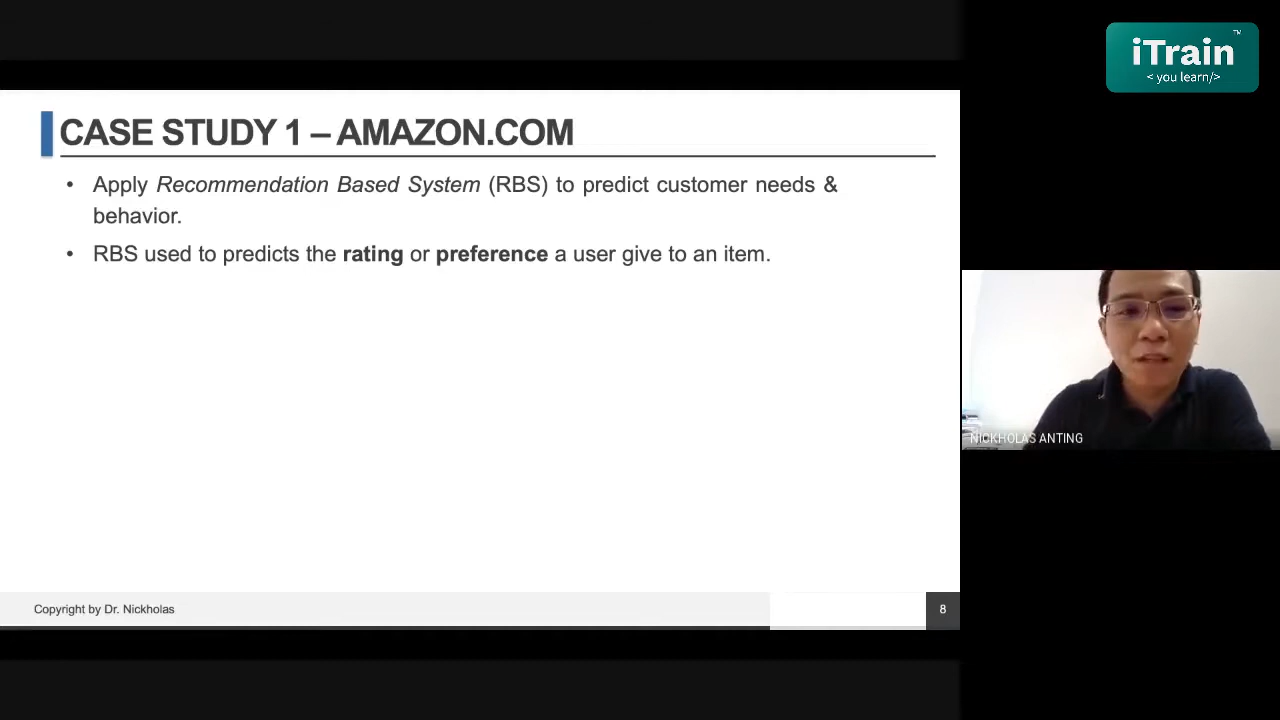 iTrain™
< you learn/>
CASE STUDY 1 – AMAZON.COM
• Apply Recommendation Based System (RBS) to predict customer needs &
behavior.
• RBS used to predicts the rating or preference a user give to an item.
NICKHOLAS ANTING
Copyright by Dr. Nickholas
8